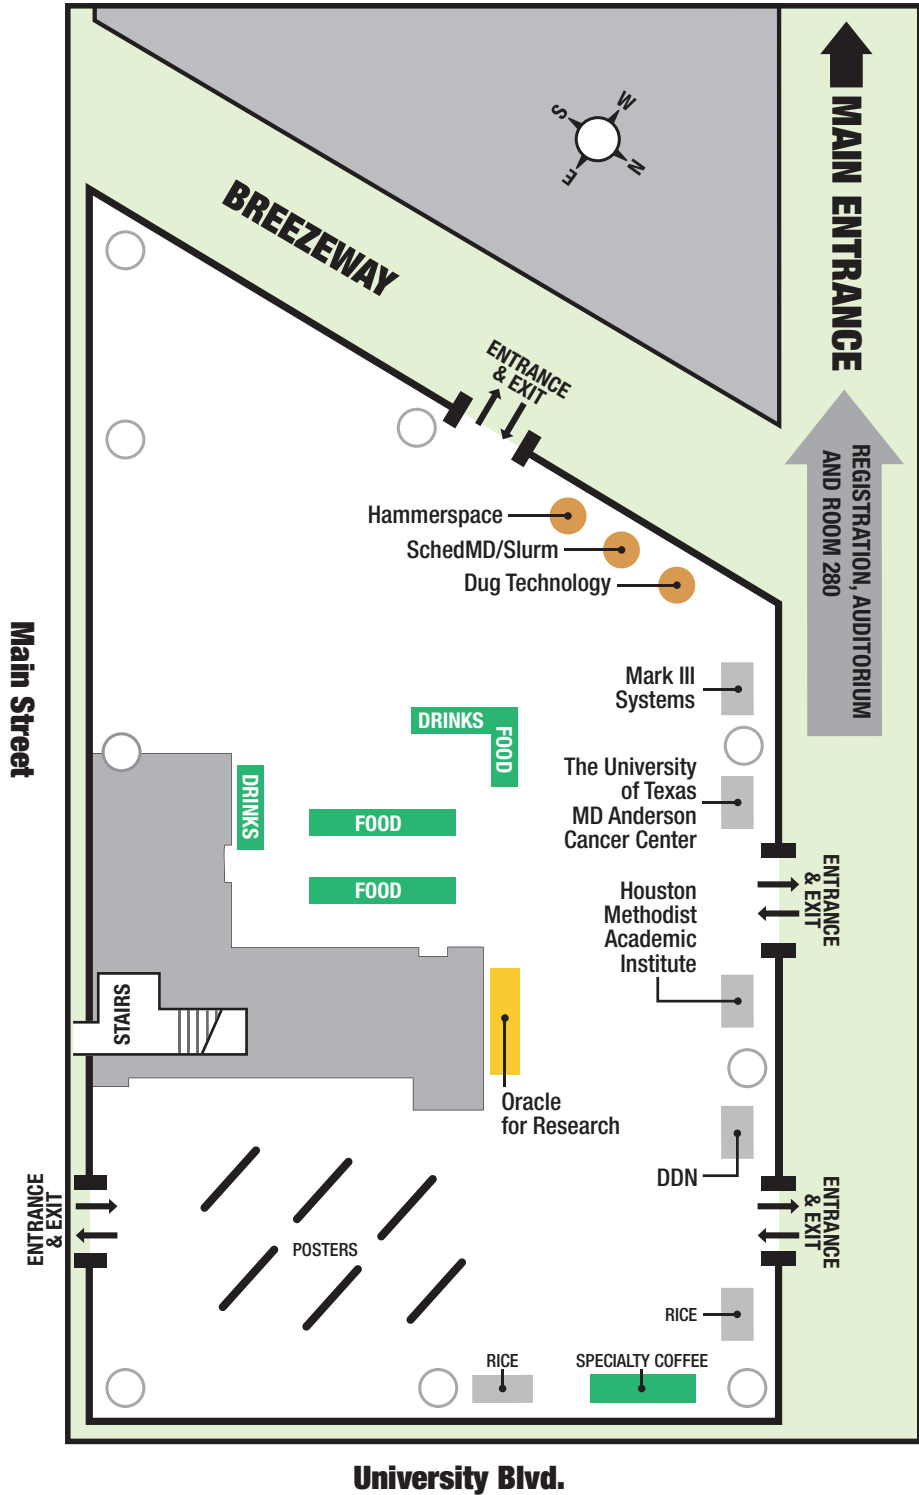 W
S
N
E
MAIN ENTRANCE
BREEZEWAY
ENTRANCE
& EXIT
REGISTRATION, AUDITORIUM
AND ROOM 280
Hammerspace
SchedMD/Slurm
Dug Technology
Main Street
Mark III
Systems
DRINKS
FOOD
The University
of Texas
MD Anderson
Cancer Center
DRINKS
FOOD
FOOD
ENTRANCE
& EXIT
Houston
Methodist
Academic
Institute
STAIRS
Oracle
for Research
DDN
ENTRANCE
& EXIT
ENTRANCE
& EXIT
POSTERS
RICE
RICE
SPECIALTY COFFEE
University Blvd.